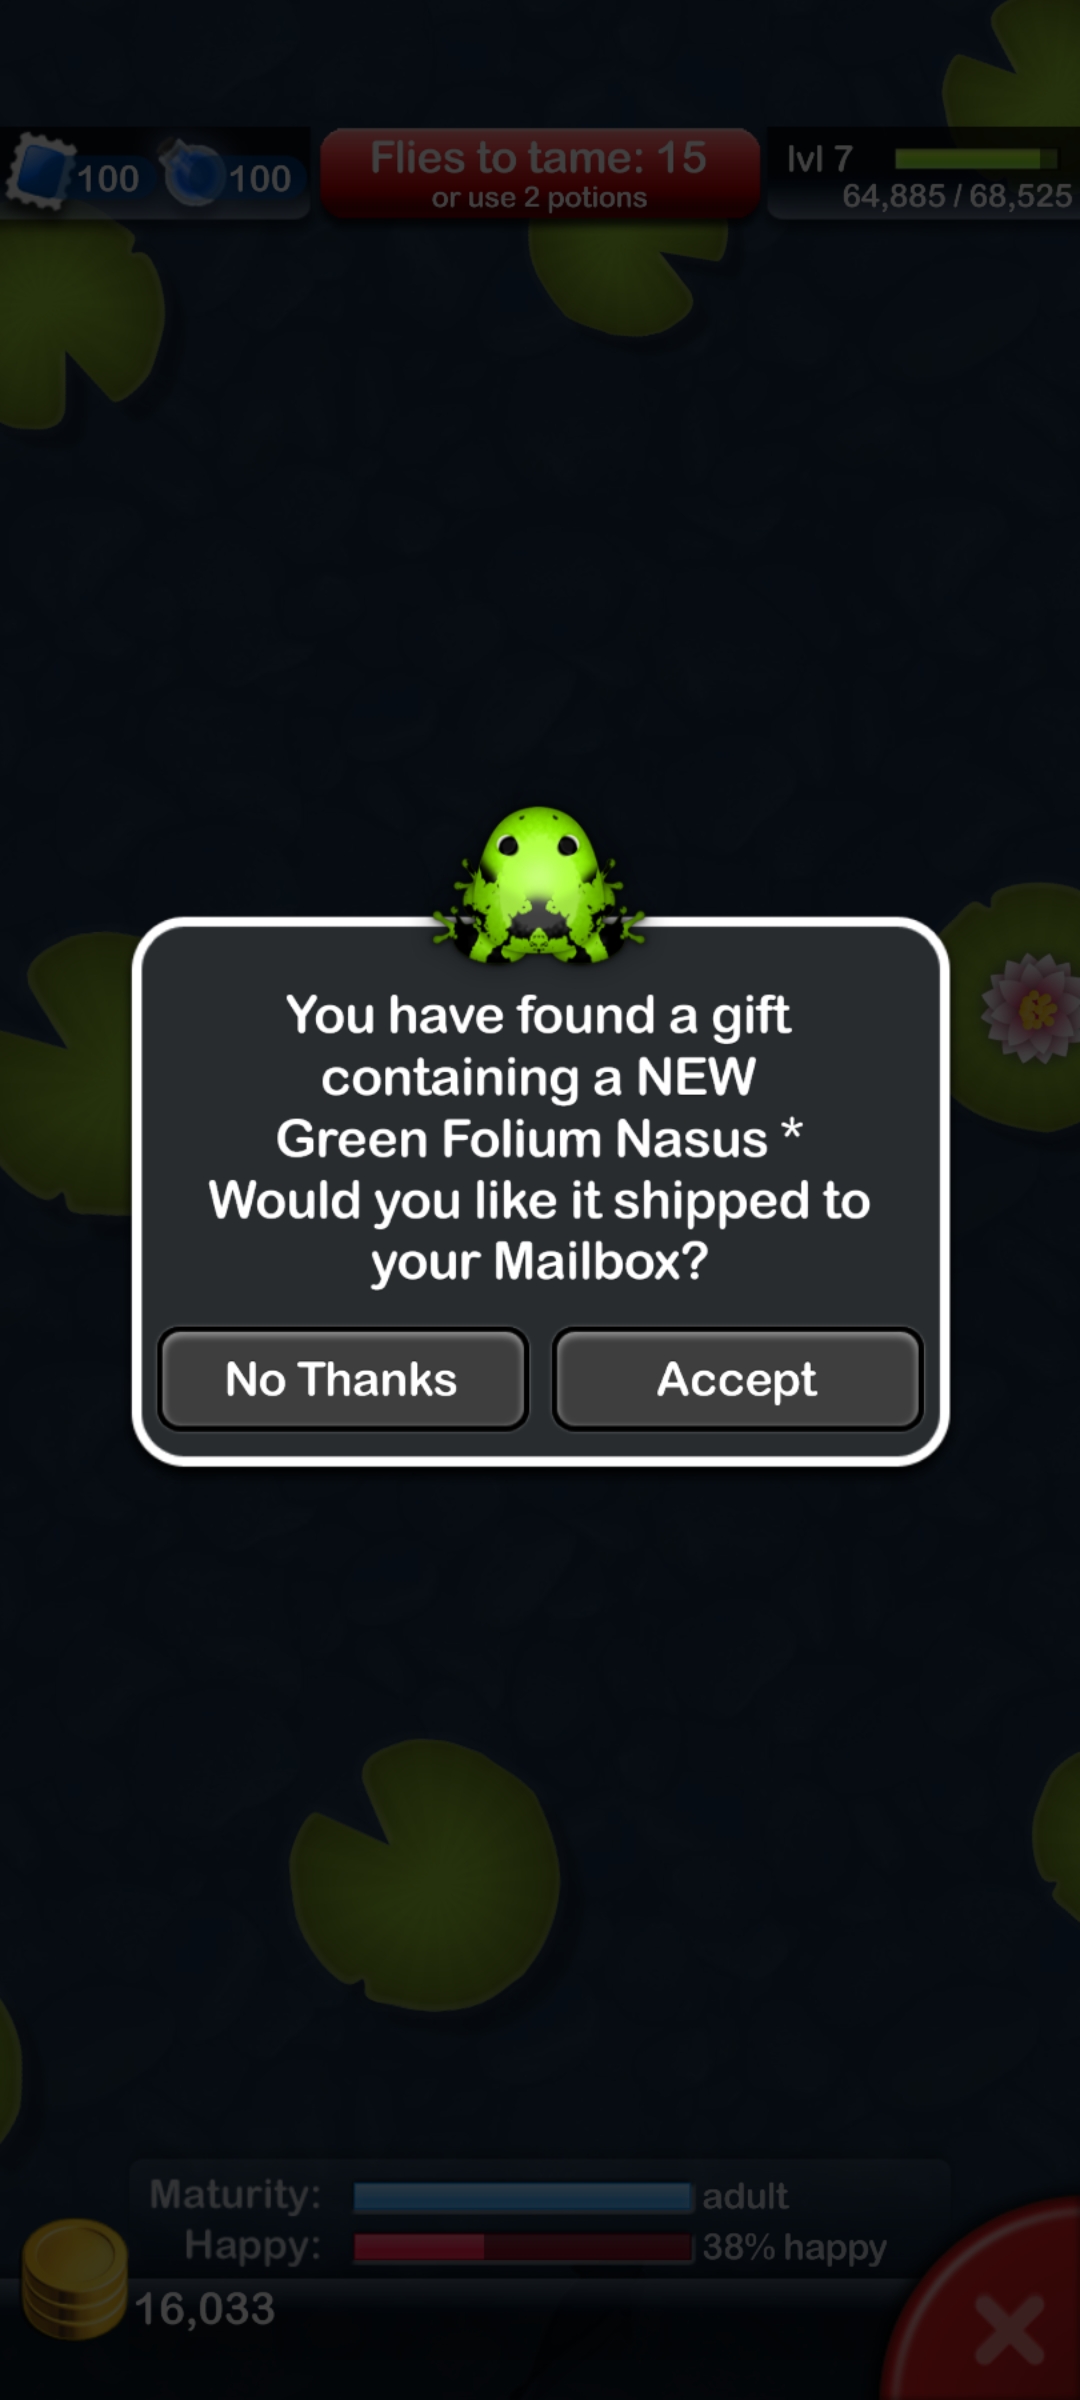 100
100
Flies to tame: 15
or use 2 potions
lvl 7
64,885 / 68,525
You have found a gift
containing a NEW
Green Folium Nasus *
Would you like it shipped to
your Mailbox?
No Thanks
Accept
Maturity:
adult
Happy:
38% happy
16,033